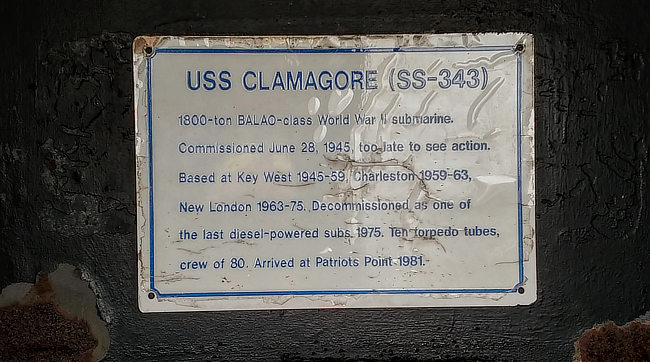 USS CLAMAGORE (SS-343)
1800-ton BALAO-class World War II submarine.
Commissioned June 28, 1945, too late to see action.
Based at Key West 1945-59, Charleston 1959-63,
New London 1963-75. Decommissioned as one of
the last diesel-powered subs, 1975. Ten torpedo tubes,
crew of 80. Arrived at Patriots Point 1981.